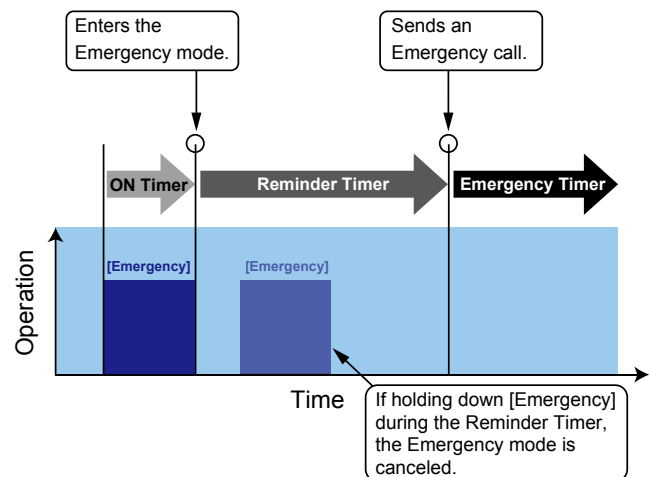 Enters the
Emergency mode.
Sends an
Emergency call.
ON Timer
Reminder Timer
Emergency Timer
[Emergency]
[Emergency]
Operation
Time
If holding down [Emergency]
during the Reminder Timer,
the Emergency mode is
canceled.